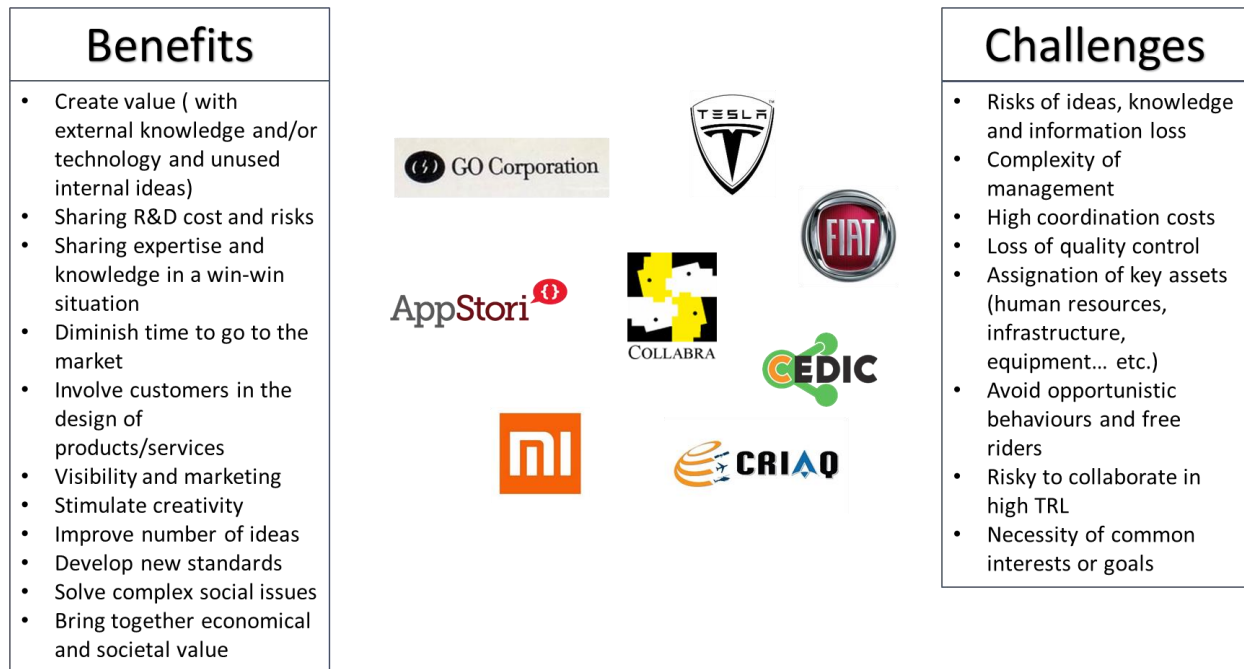 Benefits
• Create value ( with
external knowledge and/or
technology and unused
internal ideas)
• Sharing R&D cost and risks
• Sharing expertise and
knowledge in a win-win
situation
• Diminish time to go to the
market
• Involve customers in the
design of
products/services
• Visibility and marketing
• Stimulate creativity
• Improve number of ideas
• Develop new standards
• Solve complex social issues
• Bring together economical
and societal value
GO Corporation
TESLA
FIAT
AppStori {}
COLLABRA
CEDIC
MI
CRIAQ
Challenges
• Risks of ideas, knowledge
and information loss
• Complexity of
management
• High coordination costs
• Loss of quality control
• Assignation of key assets
(human resources,
infrastructure,
equipment... etc.)
• Avoid opportunistic
behaviours and free
riders
• Risky to collaborate in
high TRL
• Necessity of common
interests or goals